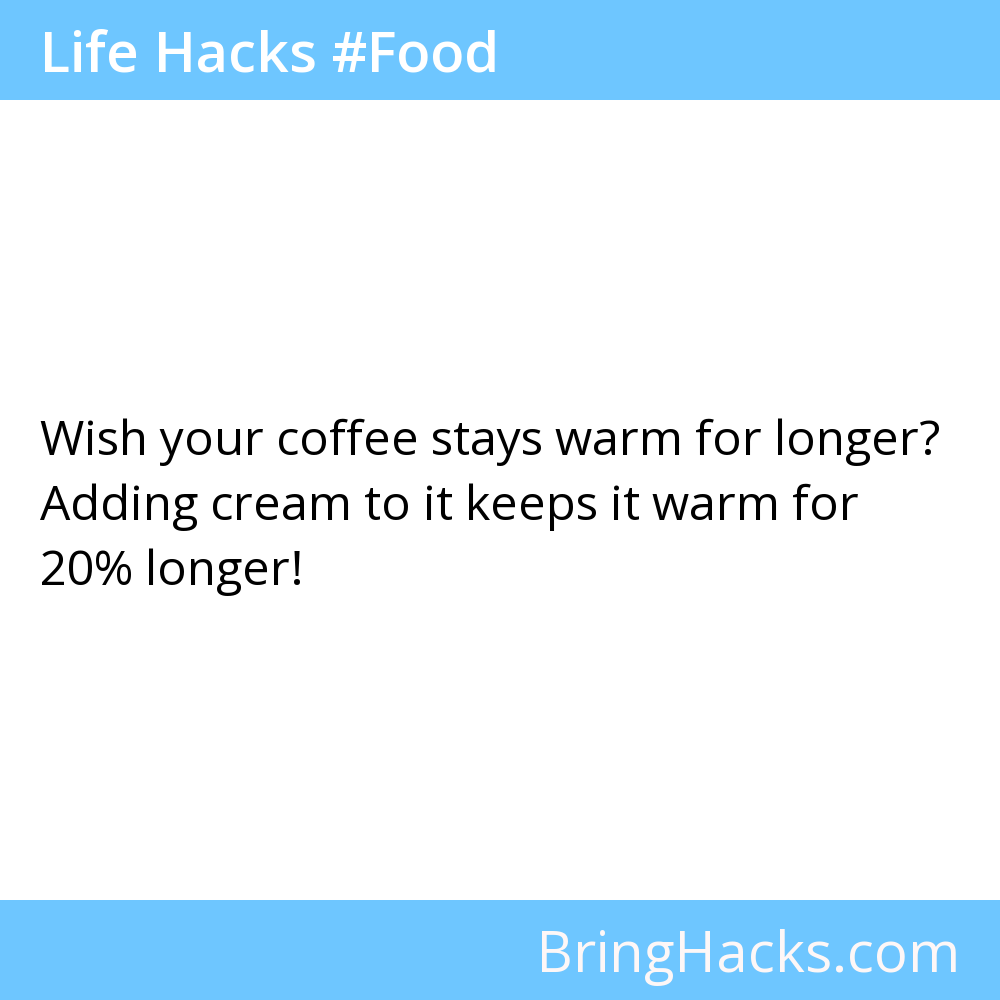 Life Hacks #Food
Wish your coffee stays warm for longer?
Adding cream to it keeps it warm for
20% longer!
BringHacks.com